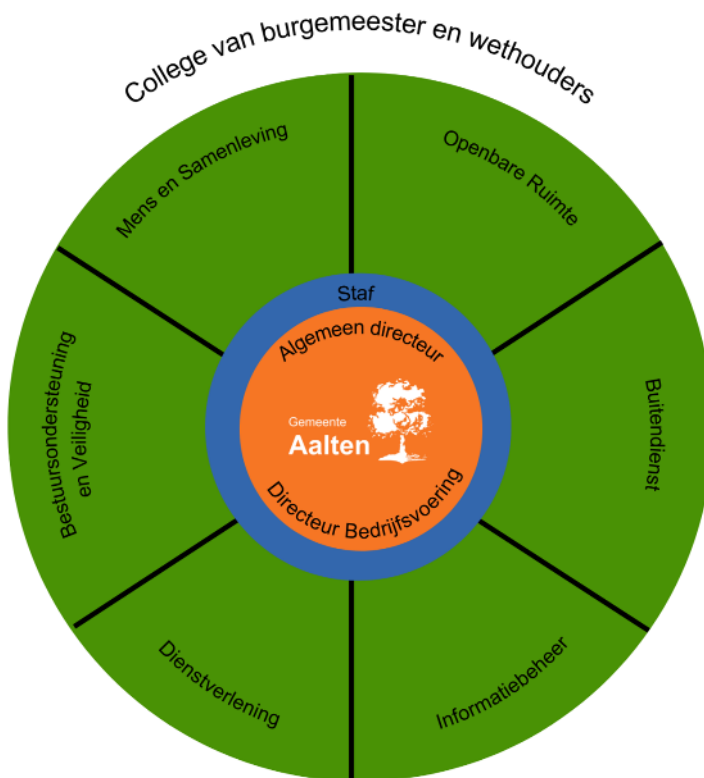 College van burgemeester en wethouders
Mens en Samenleving
Openbare Ruimte
Staf
Algemeen directeur
Gemeente
Aalten
Directeur Bedrijfsvoering
Bestuursondersteuning
en Veiligheid
Buitendienst
Dienstverlening
Informatiebeheer